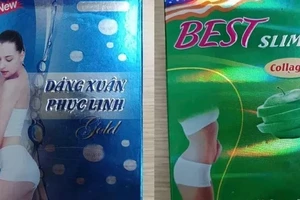 New
DÁNG XUÂN
PHỤC LINH
Gold
BEST SLIM
Collag